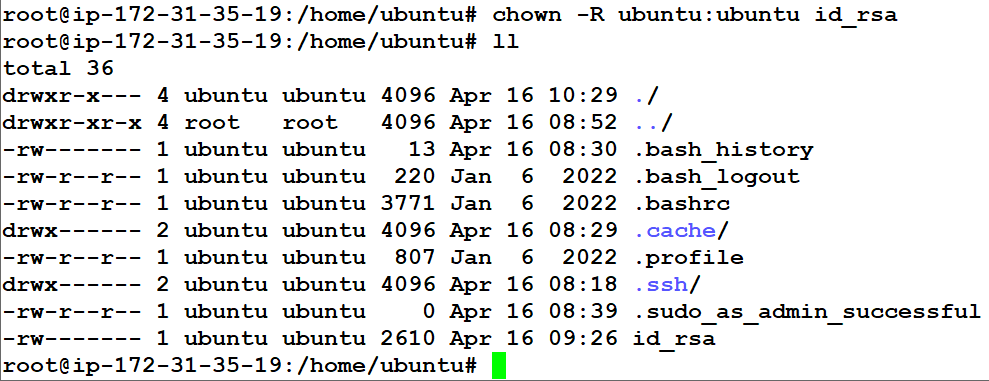 root@ip-172-31-35-19:/home/ubuntu# chown -R ubuntu:ubuntu id_rsa
root@ip-172-31-35-19:/home/ubuntu# ll
total 36
drwxr-x--- 4 ubuntu ubuntu 4096 Apr 16 10:29 ./
drwxr-xr-x 4 root   root   4096 Apr 16 08:52 ../
-rw------- 1 ubuntu ubuntu   13 Apr 16 08:30 .bash_history
-rw-r--r-- 1 ubuntu ubuntu  220 Jan  6  2022 .bash_logout
-rw-r--r-- 1 ubuntu ubuntu 3771 Jan  6  2022 .bashrc
drwx------ 2 ubuntu ubuntu 4096 Apr 16 08:29 .cache/
-rw-r--r-- 1 ubuntu ubuntu  807 Jan  6  2022 .profile
drwx------ 2 ubuntu ubuntu 4096 Apr 16 08:18 .ssh/
-rw-r--r-- 1 ubuntu ubuntu    0 Apr 16 08:39 .sudo_as_admin_successful
-rw------- 1 ubuntu ubuntu 2610 Apr 16 09:26 id_rsa
root@ip-172-31-35-19:/home/ubuntu#